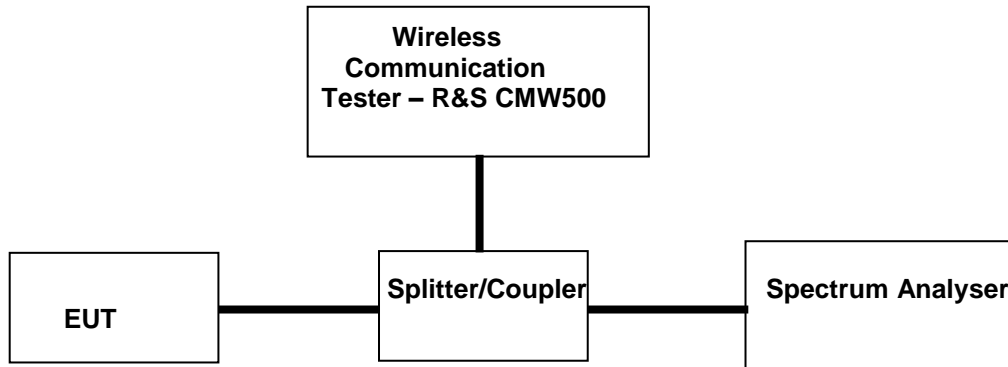 Wireless
Communication
Tester – R&S CMW500
Splitter/Coupler
Spectrum Analyser
EUT